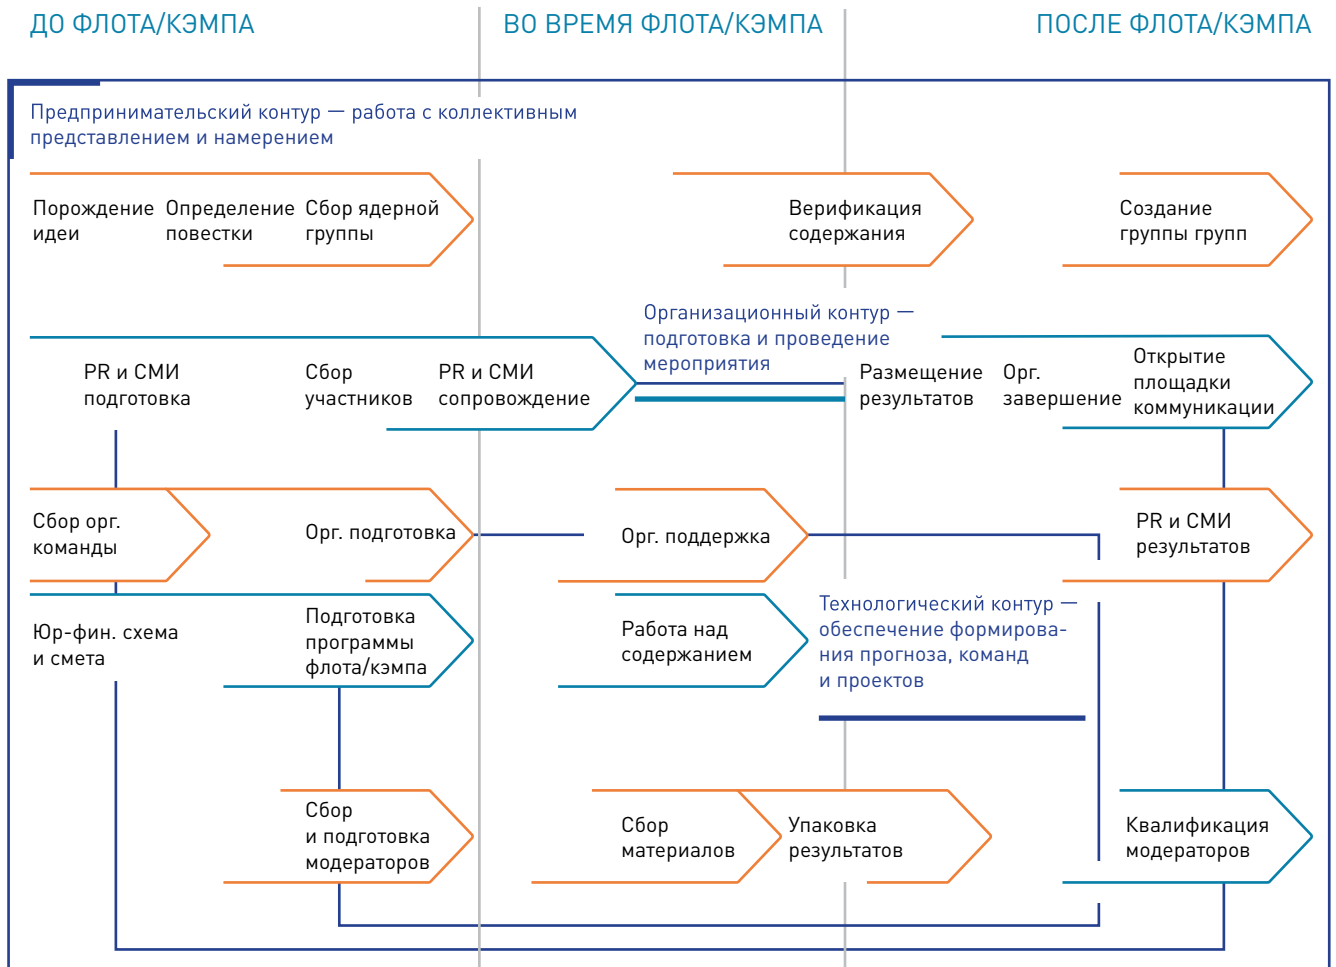 ДО ФЛОТА/КЭМПА
ВО ВРЕМЯ ФЛОТА/КЭМПА
ПОСЛЕ ФЛОТА/КЭМПА
Предпринимательский контур — работа с коллективным
представлением и намерением
Порождение
идеи
Определение
повестки
Сбор ядерной
группы
Верификация
содержания
Создание
группы групп
Организационный контур —
подготовка и проведение
мероприятия
PR и СМИ
подготовка
Сбор
участников
PR и СМИ
сопровождение
Размещение
результатов
Орг.
завершение
Открытие
площадки
коммуникации
Сбор орг.
команды
Орг. подготовка
Орг. поддержка
PR и СМИ
результатов
Юр-фин. схема
и смета
Подготовка
программы
флота/кэмпа
Работа над
содержанием
Технологический контур —
обеспечение формирова-
ния прогноза, команд
и проектов
Сбор
и подготовка
модераторов
Сбор
материалов
Упаковка
результатов
Квалификация
модераторов